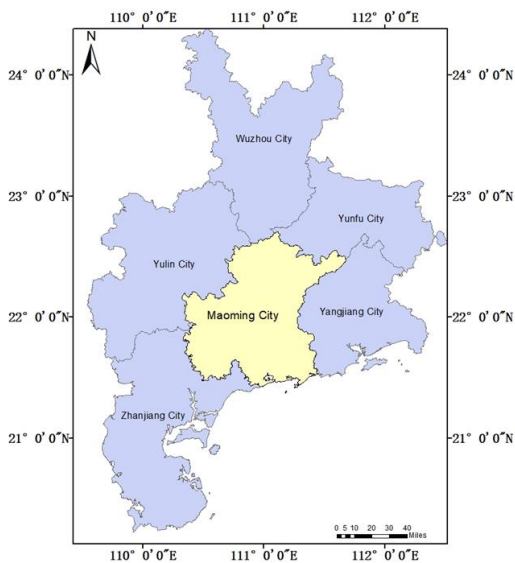 110° 0'0"E 111° 0'0"E 112° 0'0"E
N
24° 0'0"N 24° 0'0"N
Wuzhou City
23° 0'0"N 23° 0'0"N
Yunfu City
Yulin City
22° 0'0"N Maoming City Yangjiang City 22° 0'0"N
Zhanjiang City
21° 0'0"N 21° 0'0"N
0 5 10 20 30 40
Miles
110° 0'0"E 111° 0'0"E 112° 0'0"E